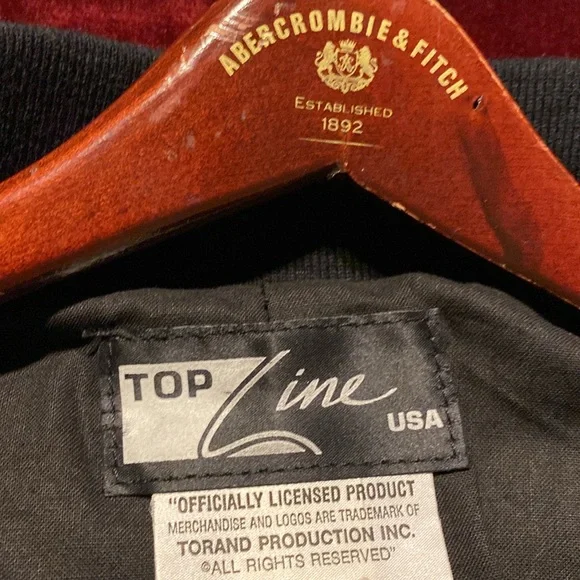 ABERCROMBIE & FITCH
ESTABLISHED
1892
TOP Line
USA
"OFFICIALLY LICENSED PRODUCT
MERCHANDISE AND LOGOS ARE TRADEMARK OF
TORAND PRODUCTION INC.
©ALL RIGHTS RESERVED"